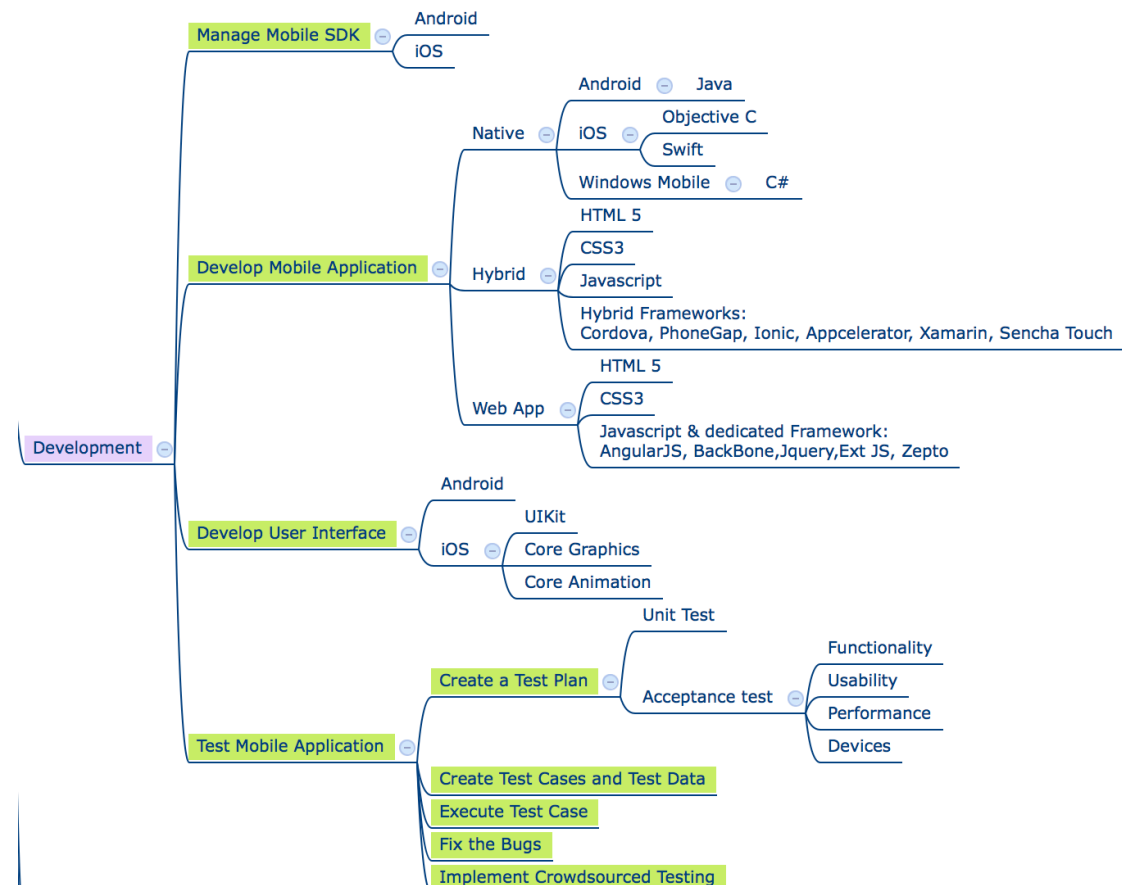 Android
Manage Mobile SDK
iOS
Android
Java
Objective C
Native
iOS
Swift
Windows Mobile
C#
HTML 5
CSS3
Develop Mobile Application
Hybrid
Javascript
Hybrid Frameworks:
Cordova, PhoneGap, Ionic, Appcelerator, Xamarin, Sencha Touch
HTML 5
CSS3
Web App
Javascript & dedicated Framework:
AngularJS, BackBone,Jquery,Ext JS, Zepto
Development
Android
Develop User Interface
UIKit
iOS
Core Graphics
Core Animation
Unit Test
Create a Test Plan
Functionality
Usability
Acceptance test
Performance
Devices
Test Mobile Application
Create Test Cases and Test Data
Execute Test Case
Fix the Bugs
Implement Crowdsourced Testing